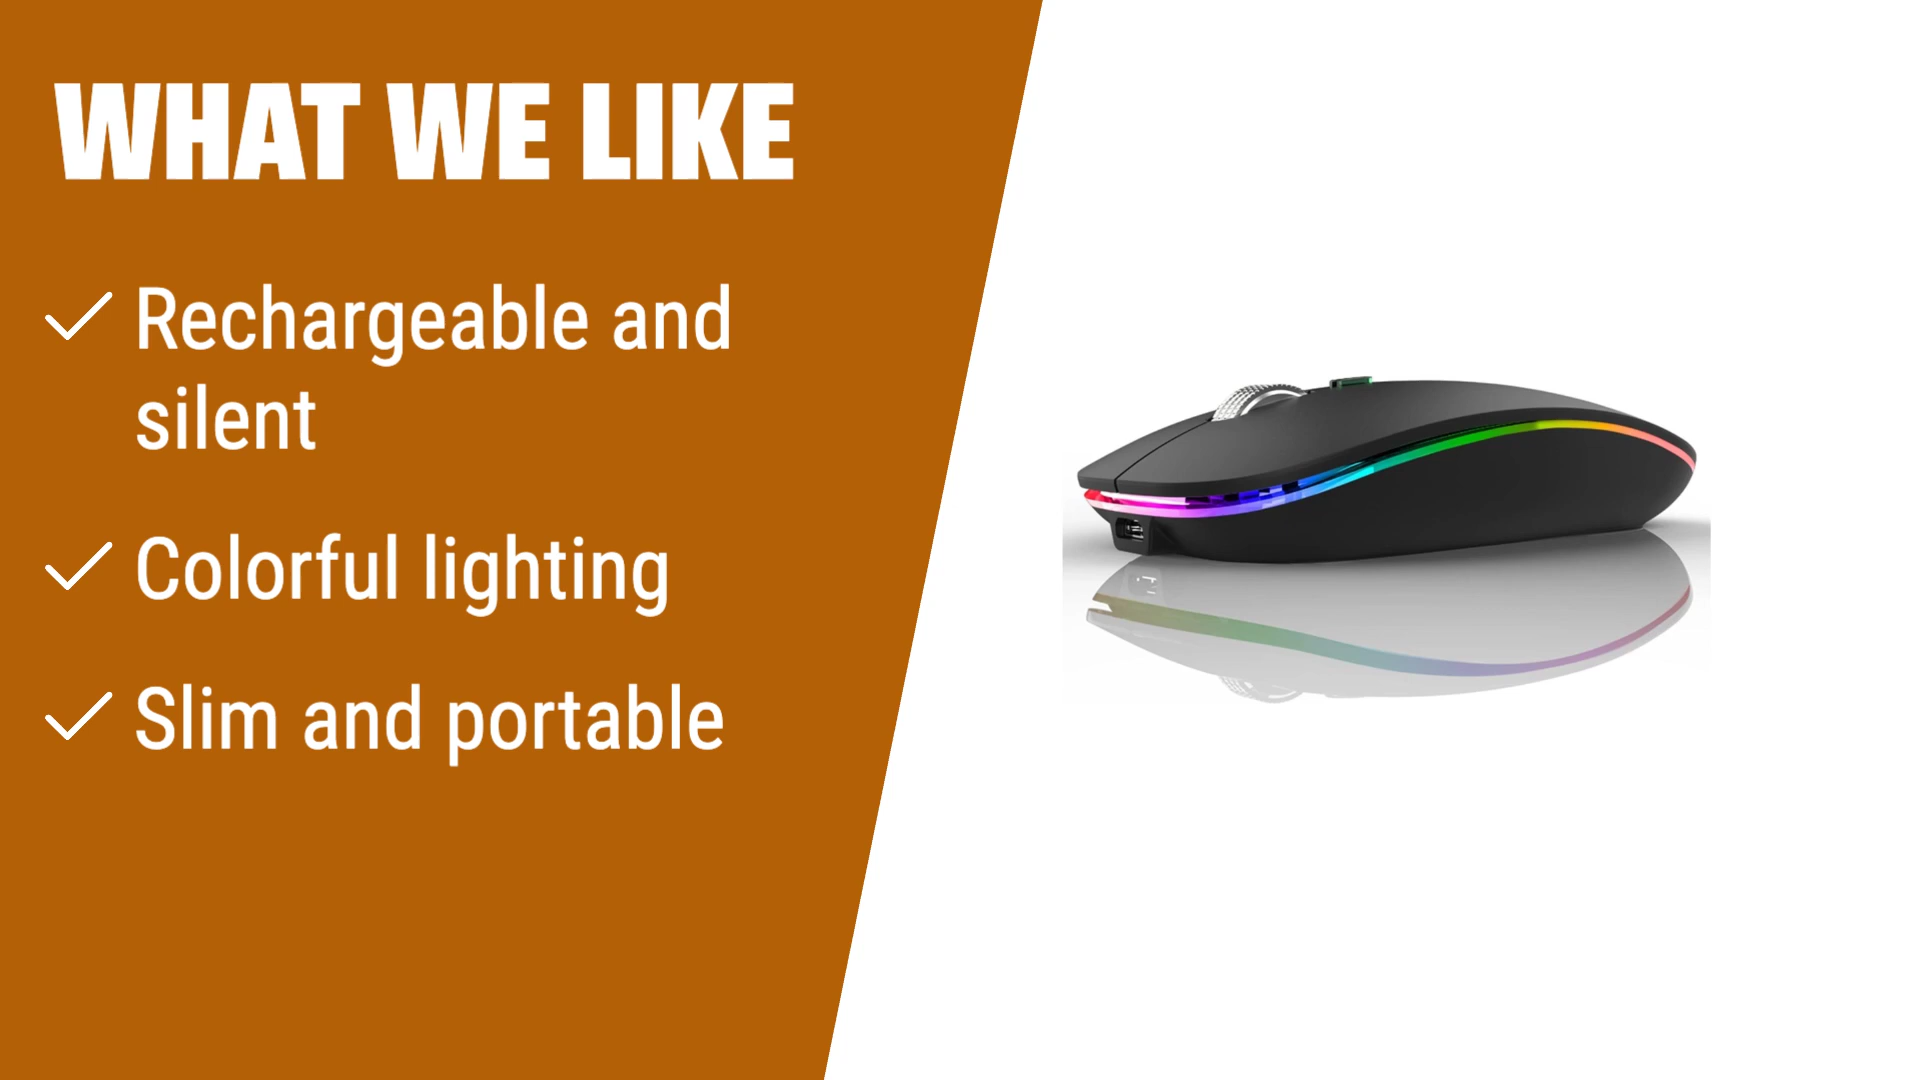 WHAT WE LIKE
Rechargeable and
silent
Colorful lighting
Slim and portable